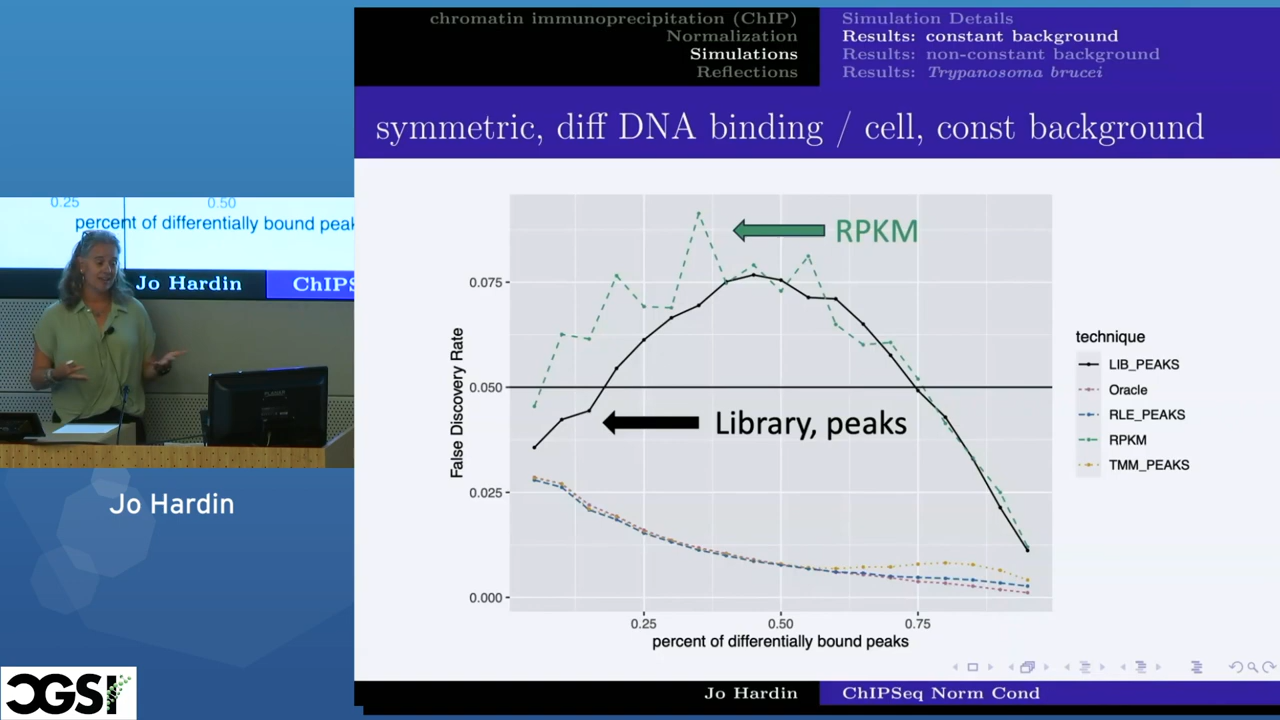 chromatin immunoprecipitation (ChIP)
Normalization
Simulations
Reflections
Simulation Details
Results: constant background
Results: non-constant background
Results: Trypanosoma brucei
symmetric, diff DNA binding / cell, const background
0.25
0.50
percent of differentially bound peak
Jo Hardin
ChIPS
Jo Hardin
CGSI
RPKM
Library, peaks
False Discovery Rate
0.075
0.050
0.025
0.000
0.25
0.50
0.75
percent of differentially bound peaks
technique
LIB_PEAKS
Oracle
RLE_PEAKS
RPKM
TMM_PEAKS
Jo Hardin
ChIPSeq Norm Cond